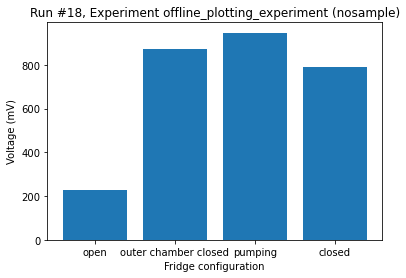 Run #18, Experiment offline_plotting_experiment (nosample)
Voltage (mV)
800
600
400
200
0
open outer chamber closed pumping closed
Fridge configuration